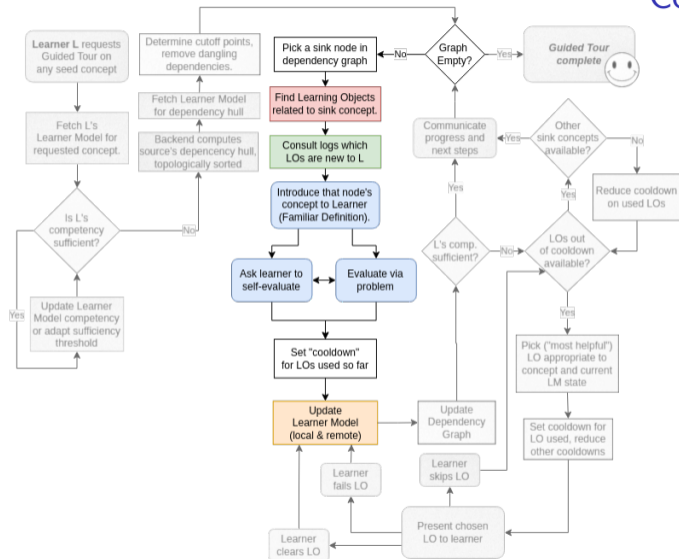 Co
Learner L requests
Guided Tour on
any seed concept
Fetch L's
Learner Model for
requested concept.
Is L's
competency
sufficient?
Yes
No
Update Learner
Model competency
or adapt sufficiency
threshold
Determine cutoff points,
remove dangling
dependencies.
Fetch Learner Model
for dependency hull
Backend computes
source's depencency hull,
topologically sorted
Pick a sink node in
dependency graph
No
Graph
Empty?
Yes
Guided Tour
complete
Find Learning Objects
related to sink concept.
Consult logs which
LOs are new to L
Introduce that node's
concept to Learner
(Familiar Definition).
Ask learner to
self-evaluate
Evaluate via
problem
Set "cooldown"
for LOs used so far
Update
Learner Model
(local & remote)
Update
Dependency
Graph
L's comp.
sufficient?
Yes
No
Communicate
progress and
next steps
Yes
Other
sink concepts
available?
No
Reduce cooldown
on used LOs
Yes
LOs out
of cooldown
available?
Yes
Pick ("most helpful")
LO appropriate to
concept and current
LM state
Set cooldown for
LO used, reduce
other cooldowns
Present chosen
LO to learner
Learner
skips LO
Learner
fails LO
Learner
clears LO